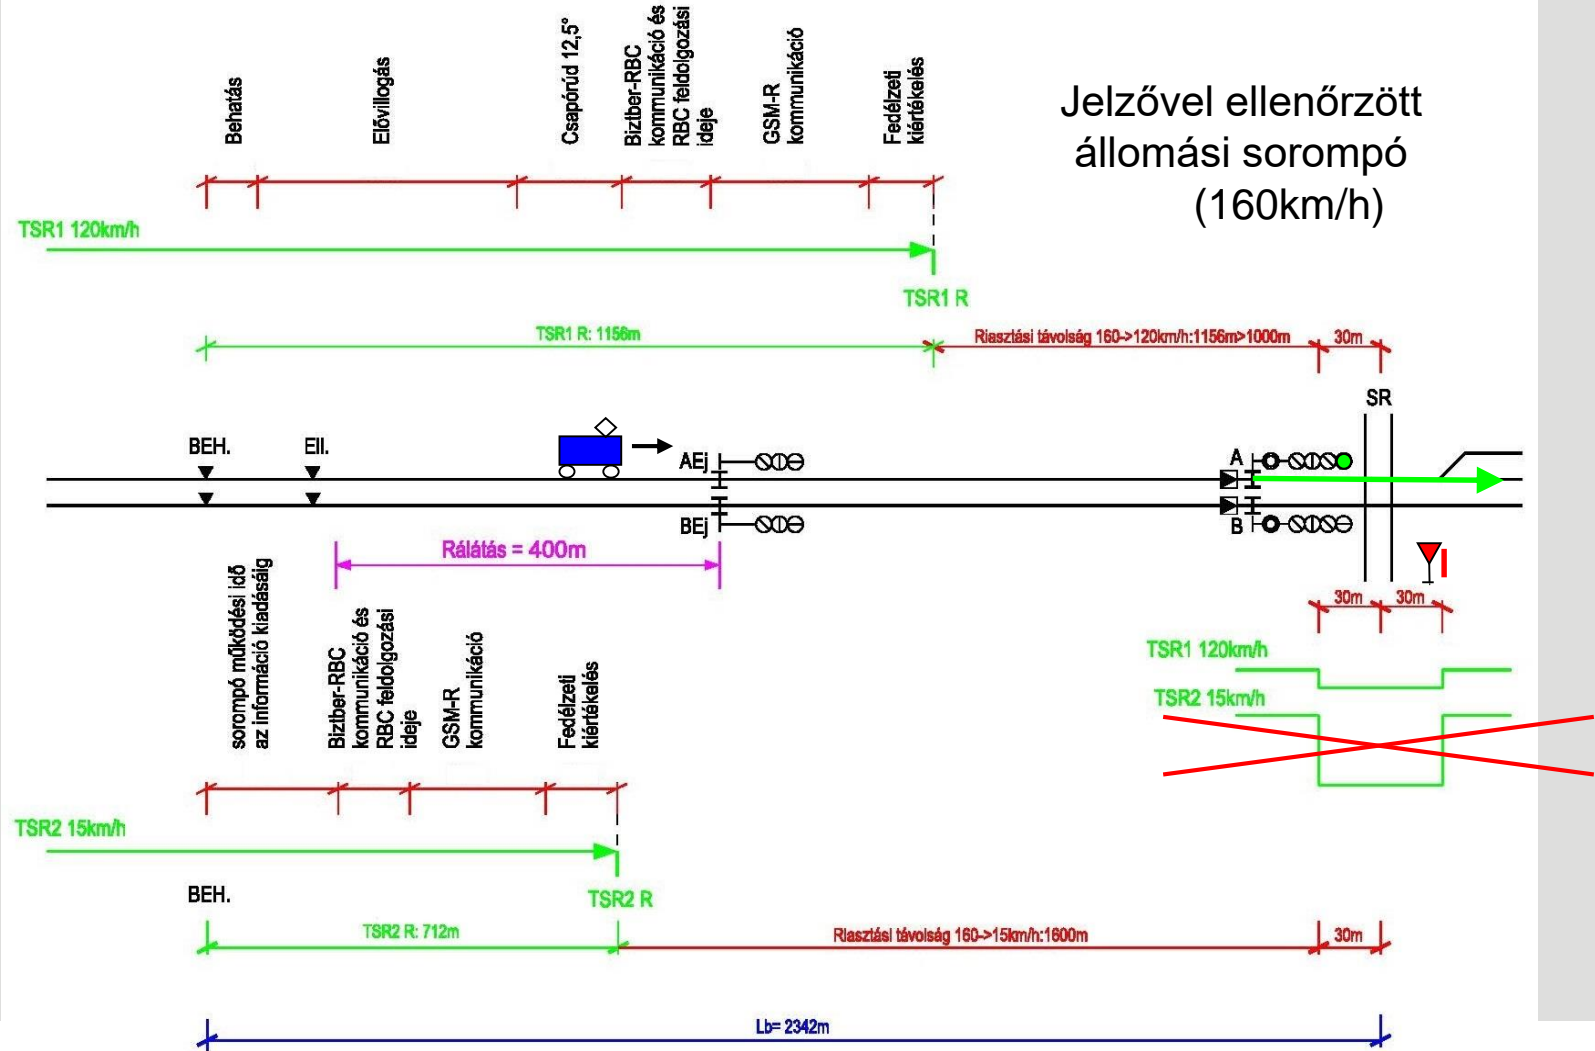 Jelzővel ellenőrzött
állomási sorompó
(160km/h)
Behatás
Elővillogás
Csapórúd 12,5°
Biztber-RBC
kommunikáció és
RBC feldolgozási
ideje
GSM-R
kommunikáció
Fedélzeti
kiértékelés
TSR1 120km/h
TSR1 R
TSR1 R: 1156m
Riasztási távolság 160->120km/h:1156m>1000m
30m
SR
BEH.
Ell.
AEj
A
BEj
B
Rálátás = 400m
30m
30m
TSR1 120km/h
TSR2 15km/h
sorompó működési idő
az információ kiadásáig
Biztber-RBC
kommunikáció és
RBC feldolgozási
ideje
GSM-R
kommunikáció
Fedélzeti
kiértékelés
TSR2 15km/h
BEH.
TSR2 R
TSR2 R: 712m
Riasztási távolság 160->15km/h:1600m
30m
Lb= 2342m